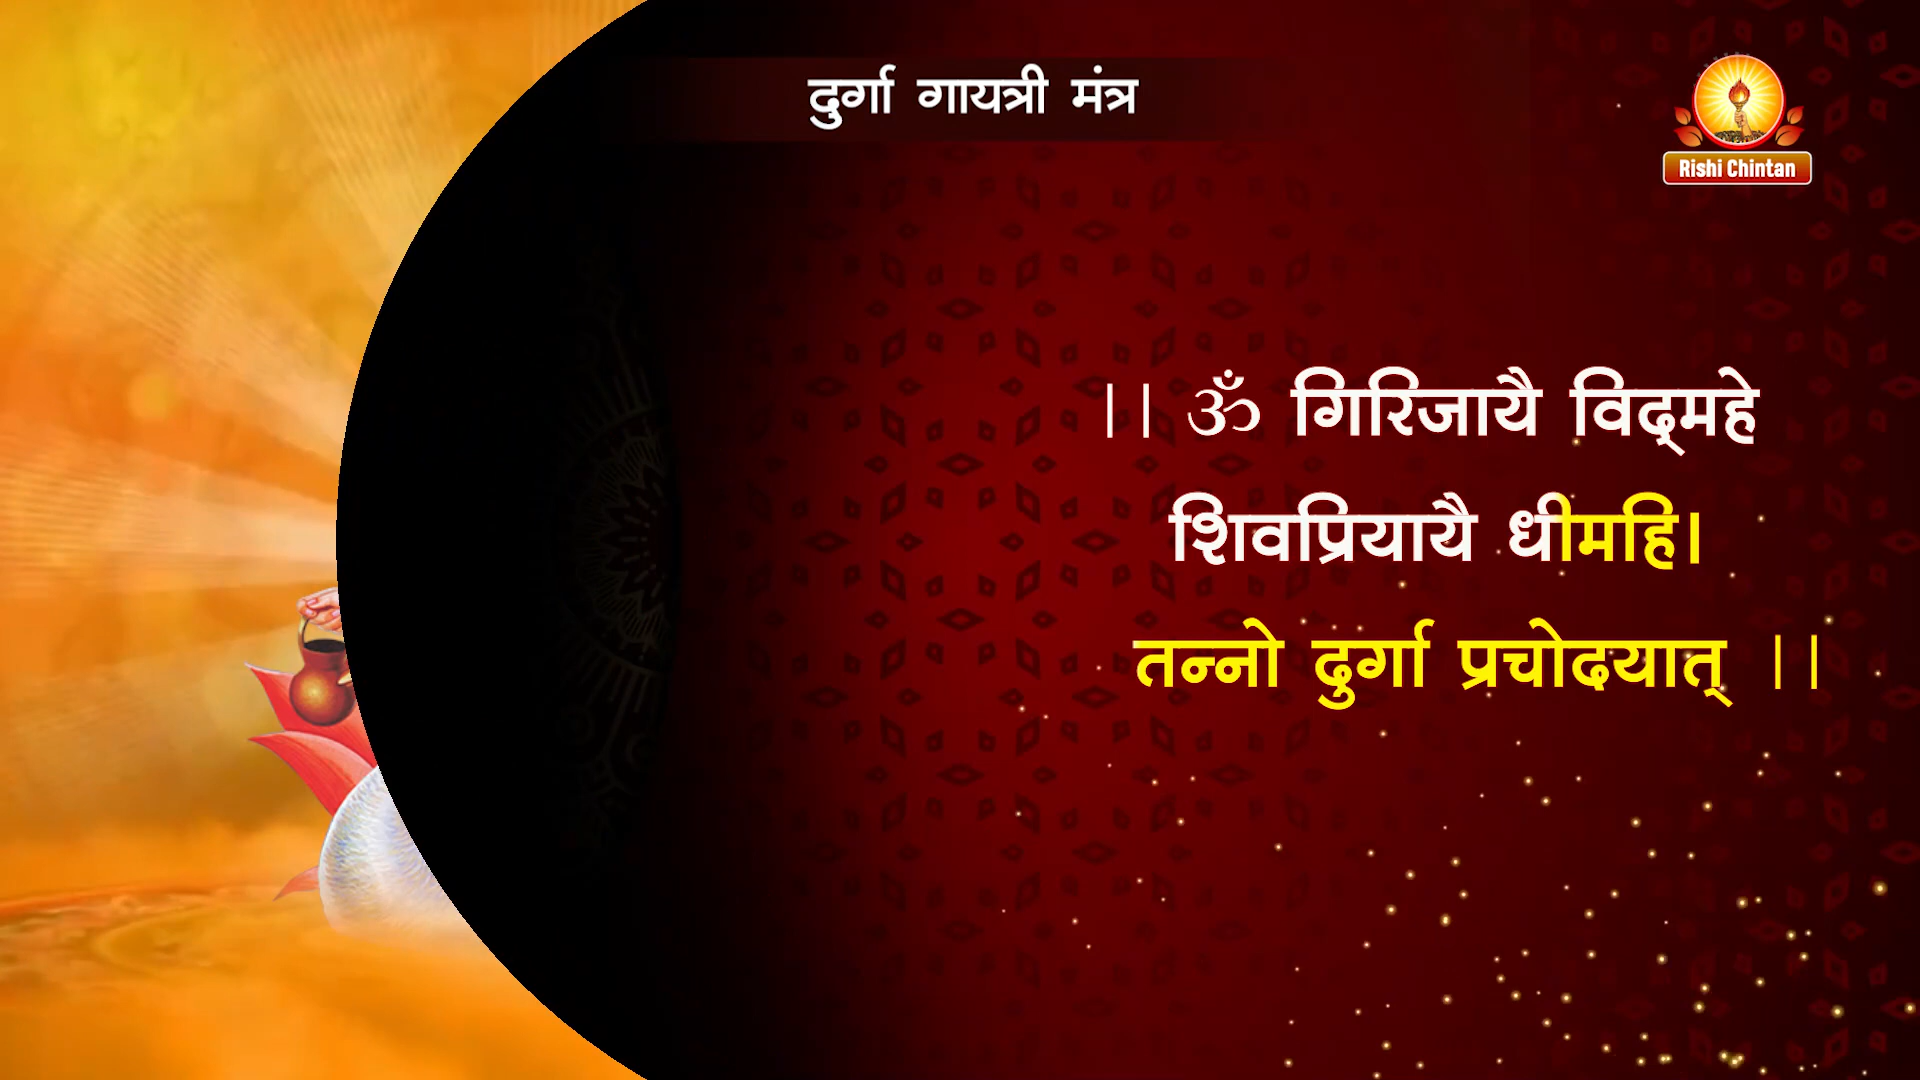 दुर्गा गायत्री मंत्र
Rishi Chintan
।। ॐ गिरिजायै विद्‌महे
शिवप्रियायै धीमहि।
तन्नो दुर्गा प्रचोदयात् ।।